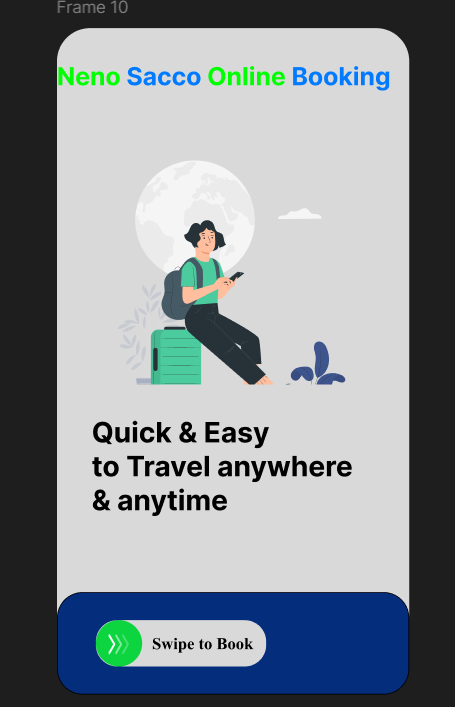 Frame 10
Neno Sacco Online Booking
Quick & Easy
to Travel anywhere
& anytime
Swipe to Book